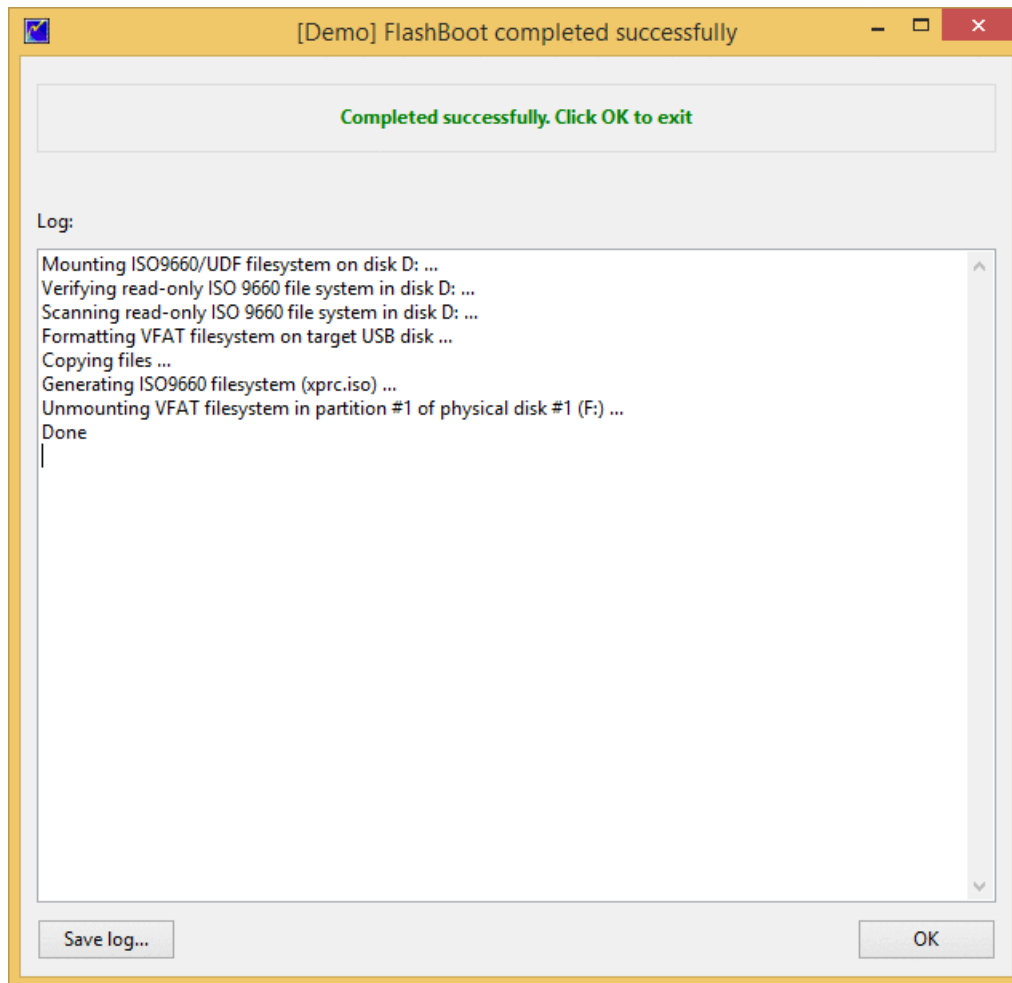 [Demo] FlashBoot completed successfully
Completed successfully. Click OK to exit
Log:
Mounting ISO9660/UDF filesystem on disk D: ...
Verifying read-only ISO 9660 file system in disk D: ...
Scanning read-only ISO 9660 file system in disk D: ...
Formatting VFAT filesystem on target USB disk ...
Copying files ...
Generating ISO9660 filesystem (xprc.iso) ...
Unmounting VFAT filesystem in partition #1 of physical disk #1 (F:) ...
Done
Save log...
OK